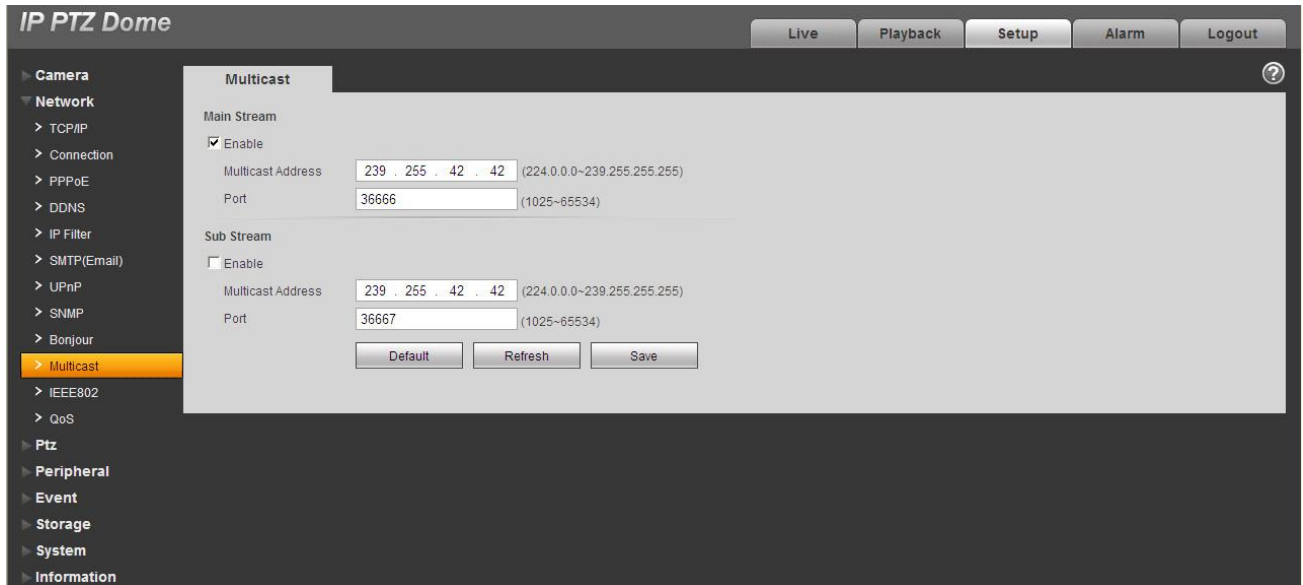 IP PTZ Dome
Live Playback Setup Alarm Logout
Camera
Network
> TCP/IP
> Connection
> PPPoE
> DDNS
> IP Filter
> SMTP(Email)
> UPnP
> SNMP
> Bonjour
> Multicast
> IEEE802
> QoS
Ptz
Peripheral
Event
Storage
System
Information
Multicast
?
Main Stream
Enable
Multicast Address 239 . 255 . 42 . 42 (224.0.0.0~239.255.255.255)
Port 36666 (1025~65534)
Sub Stream
Enable
Multicast Address 239 . 255 . 42 . 42 (224.0.0.0~239.255.255.255)
Port 36667 (1025~65534)
Default Refresh Save